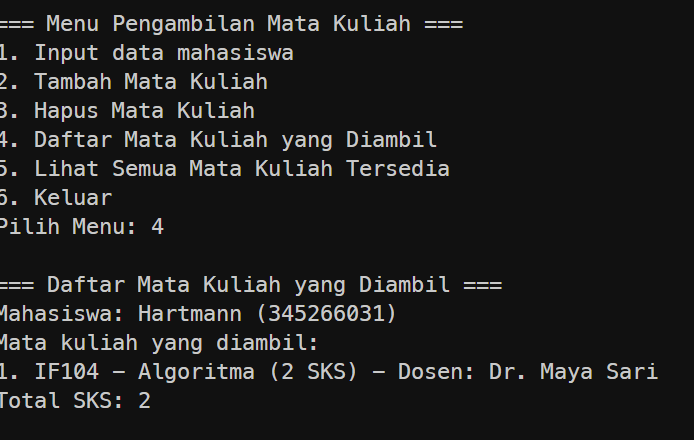 === Menu Pengambilan Mata Kuliah ===
1. Input data mahasiswa
2. Tambah Mata Kuliah
3. Hapus Mata Kuliah
4. Daftar Mata Kuliah yang Diambil
5. Lihat Semua Mata Kuliah Tersedia
6. Keluar
Pilih Menu: 4
=== Daftar Mata Kuliah yang Diambil ===
Mahasiswa: Hartmann (345266031)
Mata kuliah yang diambil:
1. IF104 - Algoritma (2 SKS) - Dosen: Dr. Maya Sari
Total SKS: 2